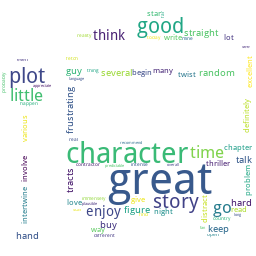 stars good
think write straight lot
plot guy several begin many
twist random
little
happen
various
frustrating
excellent
definitely
character time chapter
thriller
involve tracts great talk
problem
intertwine love story go read hard
enjoy figure night distract
buy keep
hand way
different